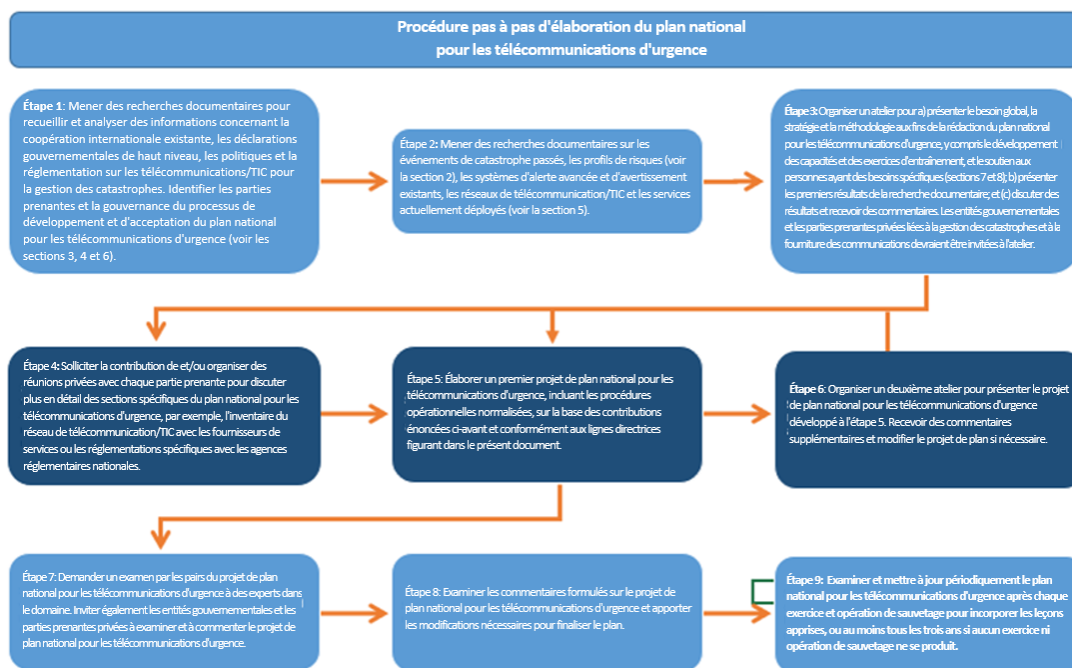 Procédure pas à pas d'élaboration du plan national
pour les télécommunications d'urgence
Étape 1: Mener des recherches documentaires pour
recueillir et analyser des informations concernant la
coopération internationale existante, les déclarations
gouvernementales de haut niveau, les politiques et la
réglementation sur les télécommunications/TIC pour
la gestion des catastrophes. Identifier les parties
prenantes et la gouvernance du processus de
développement et d'acceptation du plan national
pour les télécommunications d'urgence (voir les
sections 3, 4 et 6).
Étape 2: Mener des recherches documentaires sur les
événements de catastrophe passés, les profils de risques (voir
la section 2), les systèmes d'alerte avancée et d'avertissement
existants, les réseaux de télécommunication/TIC et les services
actuellement déployés (voir la section 5).
Étape 3: Organiser un atelier pour a) présenter le besoin global, la
stratégie et la méthodologie aux fins de la rédaction du plan national
pour les télécommunications d'urgence, y compris le développement
des capacités et des exercices d'entraînement, et le soutien aux
personnes ayant des besoins spécifiques (sections 7 et 8); b) présenter
les premiers résultats de la recherche documentaire; et (c) discuter des
résultats et recevoir des commentaires. Les entités gouvernementales
et les parties prenantes privées liées à la gestion des catastrophes et à la
fourniture des communications devraient être invitées à l'atelier.
Étape 4: Solliciter la contribution de et/ou organiser des
réunions privées avec chaque partie prenante pour discuter
plus en détail des sections spécifiques du plan national pour les
télécommunications d'urgence, par exemple, l'inventaire du
réseau de télécommunication/TIC avec les fournisseurs de
services ou les réglementations spécifiques avec les agences
réglementaires nationales.
Étape 5: Élaborer un premier projet de plan national pour les
télécommunications d'urgence, incluant les procédures
opérationnelles normalisées, sur la base des contributions
énoncées ci-avant et conformément aux lignes directrices
figurant dans le présent document.
Étape 6: Organiser un deuxième atelier pour présenter le projet
de plan national pour les télécommunications d'urgence
développé à l'étape 5. Recevoir des commentaires
supplémentaires et modifier le projet de plan si nécessaire.
Étape 7: Demander un examen par les pairs du projet de plan
national pour les télécommunications d'urgence à des experts dans
le domaine. Inviter également les entités gouvernementales et les
parties prenantes privées à examiner et à commenter le projet de
plan national pour les télécommunications d'urgence.
Étape 8: Examiner les commentaires formulés sur le projet de
plan national pour les télécommunications d'urgence et apporter
les modifications nécessaires pour finaliser le plan.
Étape 9: Examiner et mettre à jour périodiquement le plan
national pour les télécommunications d'urgence après chaque
exercice et opération de sauvetage pour incorporer les leçons
apprises, ou au moins tous les trois ans si aucun exercice ni
opération de sauvetage ne se produit.